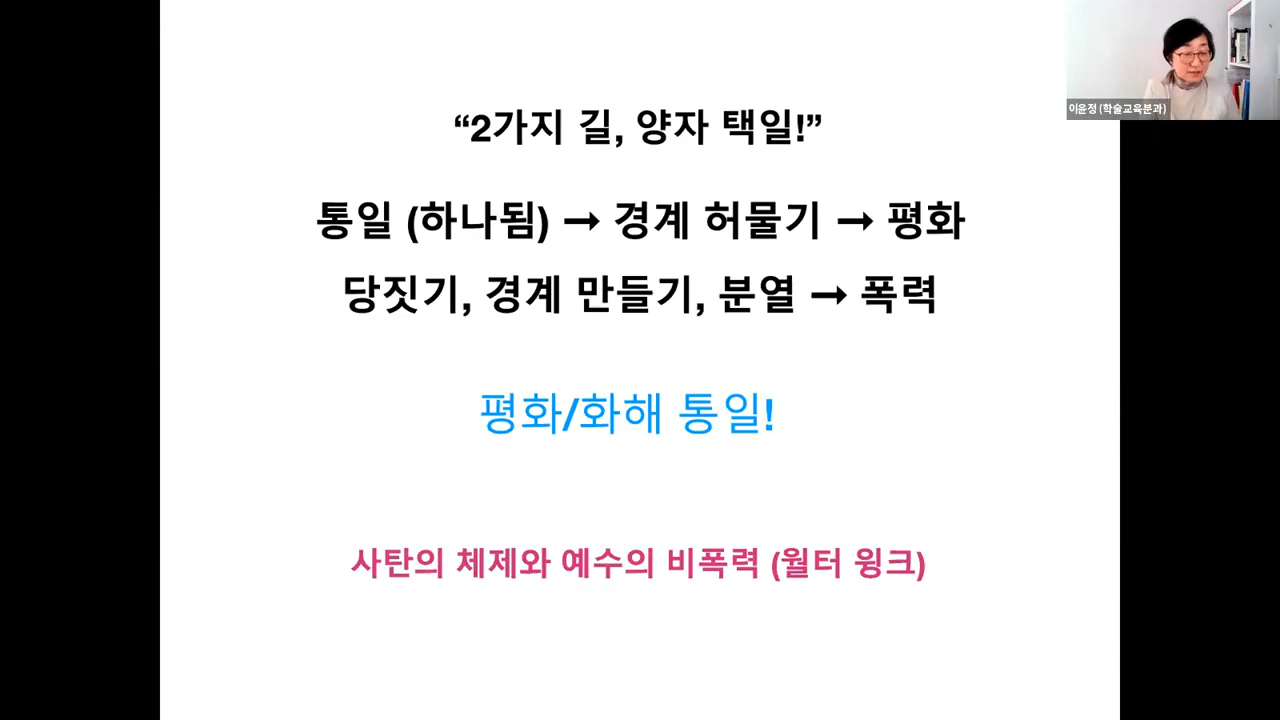 이윤정 (학술교육분과)
“2가지 길, 양자 택일!”
통일 (하나됨) → 경계 허물기 → 평화
당짓기, 경계 만들기, 분열 → 폭력
평화/화해 통일!
사탄의 체제와 예수의 비폭력 (월터 윙크)